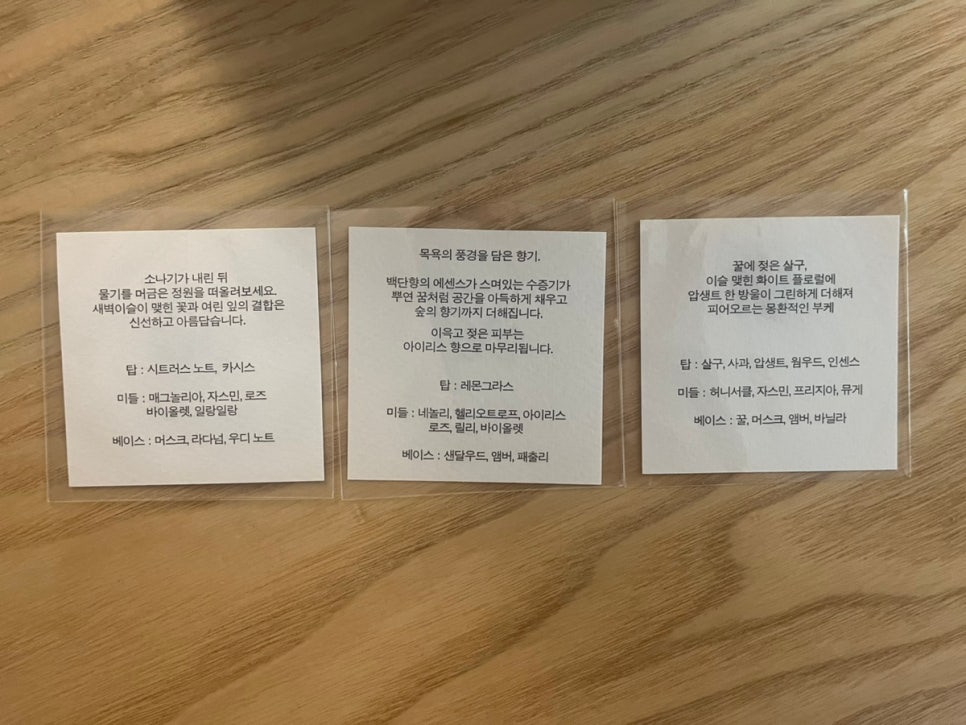 소나기가 내린 뒤
물기를 머금은 정원을 떠올려보세요.
새벽이슬이 맺힌 꽃과 여린 잎의 결합은
신선하고 아름답습니다.
탑 : 시트러스 노트, 카시스
미들 : 매그놀리아, 자스민, 로즈
바이올렛, 일랑일랑
베이스 : 머스크, 라다넘, 우디 노트
목욕의 풍경을 담은 향기.
백단향의 에센스가 스며있는 수증기가
뿌연 꿈처럼 공간을 아득하게 채우고
숲의 향기까지 더해집니다.
이윽고 젖은 피부는
아이리스 향으로 마무리됩니다.
탑 : 레몬그라스
미들 : 네놀리, 헬리오트로프, 아이리스
로즈, 릴리, 바이올렛
베이스 : 샌달우드, 앰버, 패출리
꿀에 젖은 살구,
이슬 맺힌 화이트 플로럴에
압생트 한 방울이 그린하게 더해져
피어오르는 몽환적인 부케
탑 : 살구, 사과, 압생트, 웜우드, 인센스
미들 : 허니서클, 자스민, 프리지아, 뮤게
베이스 : 꿀, 머스크, 앰버, 바닐라